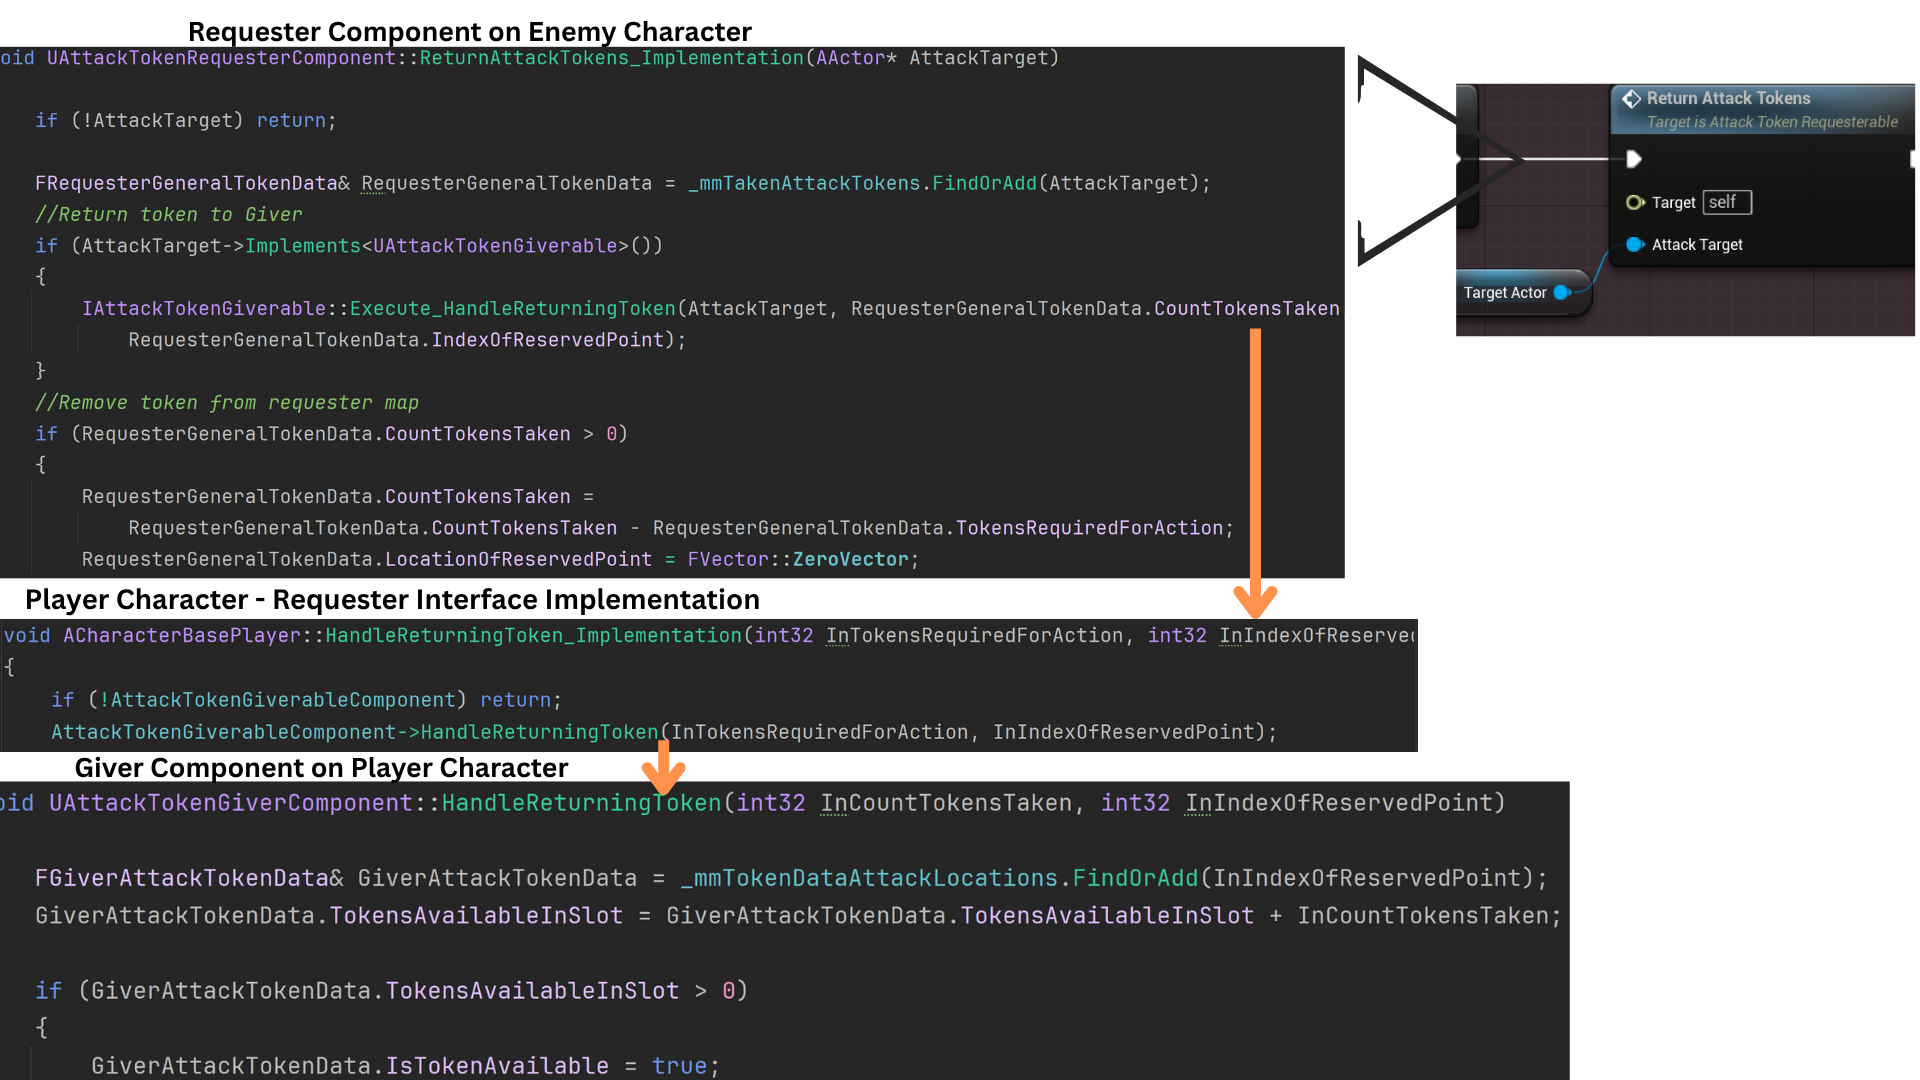 Requester Component on Enemy Character
oid UAttackTokenRequesterComponent::ReturnAttackTokens_Implementation(AActor* AttackTarget)
if (!AttackTarget) return;
FRequesterGeneralTokenData& RequesterGeneralTokenData = _mmTakenAttackTokens.FindOrAdd(AttackTarget);
//Return token to Giver
if (AttackTarget->Implements<UAttackTokenGiverable>())
{
IAttackTokenGiverable::Execute_HandleReturningToken(AttackTarget, RequesterGeneralTokenData.CountTokensTaken,
RequesterGeneralTokenData.IndexOfReservedPoint);
}
//Remove token from requester map
if (RequesterGeneralTokenData.CountTokensTaken > 0)
{
RequesterGeneralTokenData.CountTokensTaken =
RequesterGeneralTokenData.CountTokensTaken - RequesterGeneralTokenData.TokensRequiredForAction;
RequesterGeneralTokenData.LocationOfReservedPoint = FVector::ZeroVector;
Return Attack Tokens
Target is Attack Token Requesterable
Target self
Attack Target
Target Actor
Player Character - Requester Interface Implementation
void ACharacterBasePlayer::HandleReturningToken_Implementation(int32 InTokensRequiredForAction, int32 InIndexOfReserved
{
if (!AttackTokenGiverableComponent) return;
AttackTokenGiverableComponent->HandleReturningToken(InTokensRequiredForAction, InIndexOfReservedPoint);
Giver Component on Player Character
oid UAttackTokenGiverComponent::HandleReturningToken(int32 InCountTokensTaken, int32 InIndexOfReservedPoint)
FGiverAttackTokenData& GiverAttackTokenData = _mmTokenDataAttackLocations.FindOrAdd(InIndexOfReservedPoint);
GiverAttackTokenData.TokensAvailableInSlot = GiverAttackTokenData.TokensAvailableInSlot + InCountTokensTaken;
if (GiverAttackTokenData.TokensAvailableInSlot > 0)
{
GiverAttackTokenData.IsTokenAvailable = true;